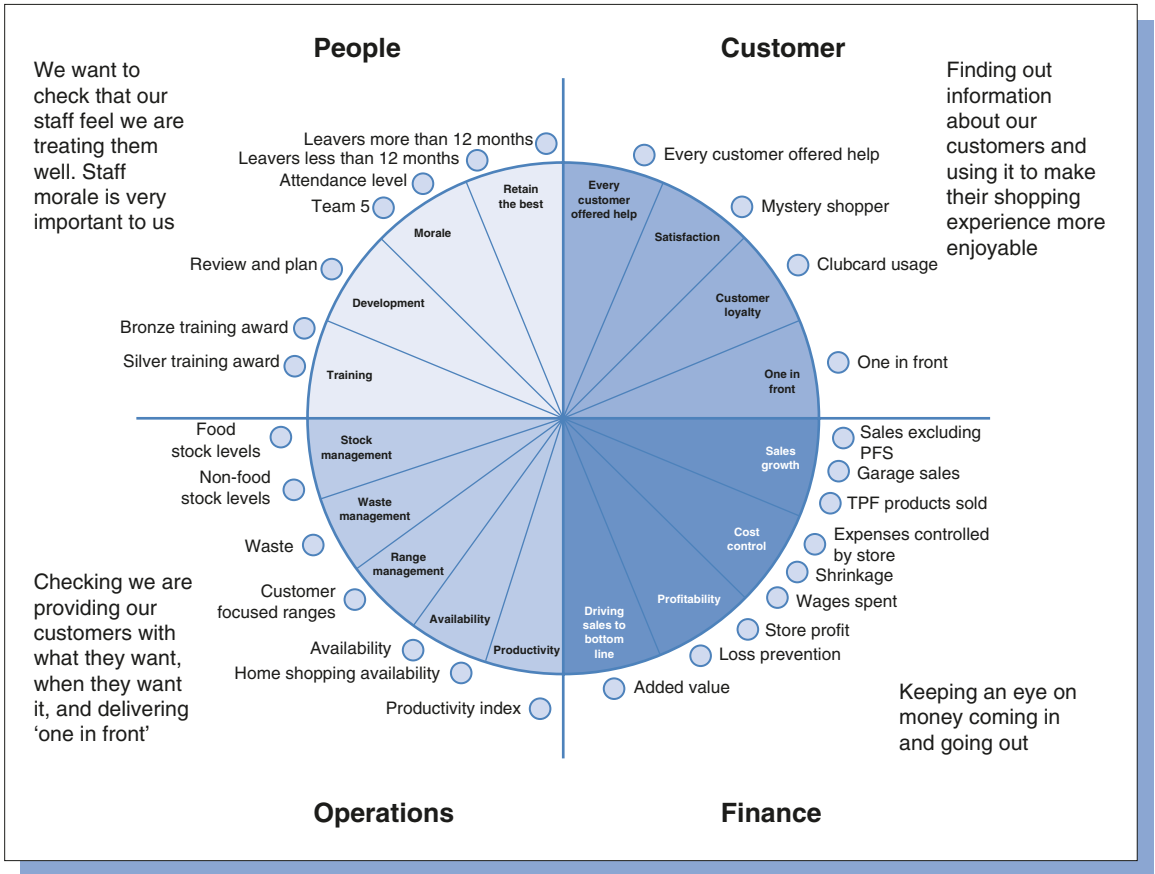 People
Customer
We want to
check that our
staff feel we are
treating them
well. Staff
morale is very
important to us
Finding out
information
about our
customers and
using it to make
their shopping
experience more
enjoyable
Leavers more than 12 months
Leavers less than 12 months
Attendance level
Team 5
Review and plan
Bronze training award
Silver training award
Retain
the best
Morale
Development
Training
Every
customer
offered help
Satisfaction
Customer
loyalty
One in
front
Every customer offered help
Mystery shopper
Clubcard usage
One in front
Food
stock levels
Non-food
stock levels
Waste
Customer
focused ranges
Availability
Home shopping availability
Productivity index
Stock
management
Waste
management
Range
management
Availability
Productivity
Sales
growth
Cost
control
Profitability
Driving
sales to
bottom
line
Sales excluding
PFS
Garage sales
TPF products sold
Expenses controlled
by store
Shrinkage
Wages spent
Store profit
Loss prevention
Added value
Checking we are
providing our
customers with
what they want,
when they want
it, and delivering
‘one in front’
Keeping an eye on
money coming in
and going out
Operations
Finance